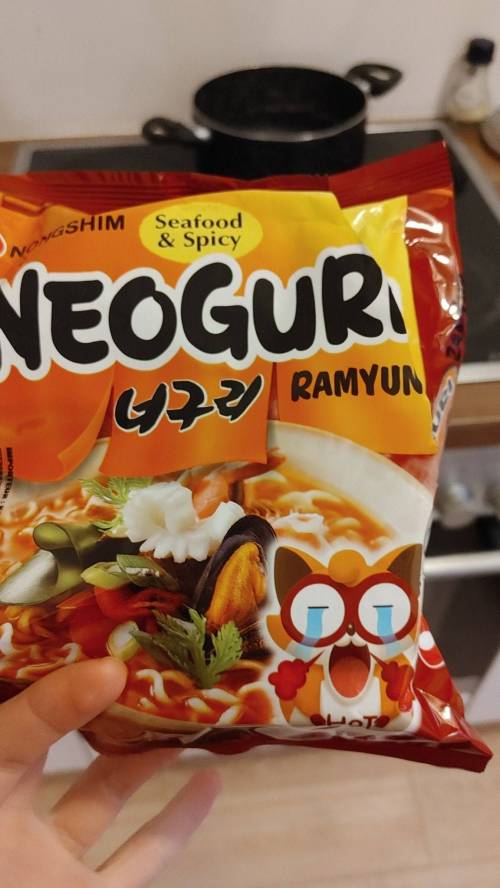 NONGSHIM
Seafood
& Spicy
NEOGURI
너구리
RAMYUN
HOT